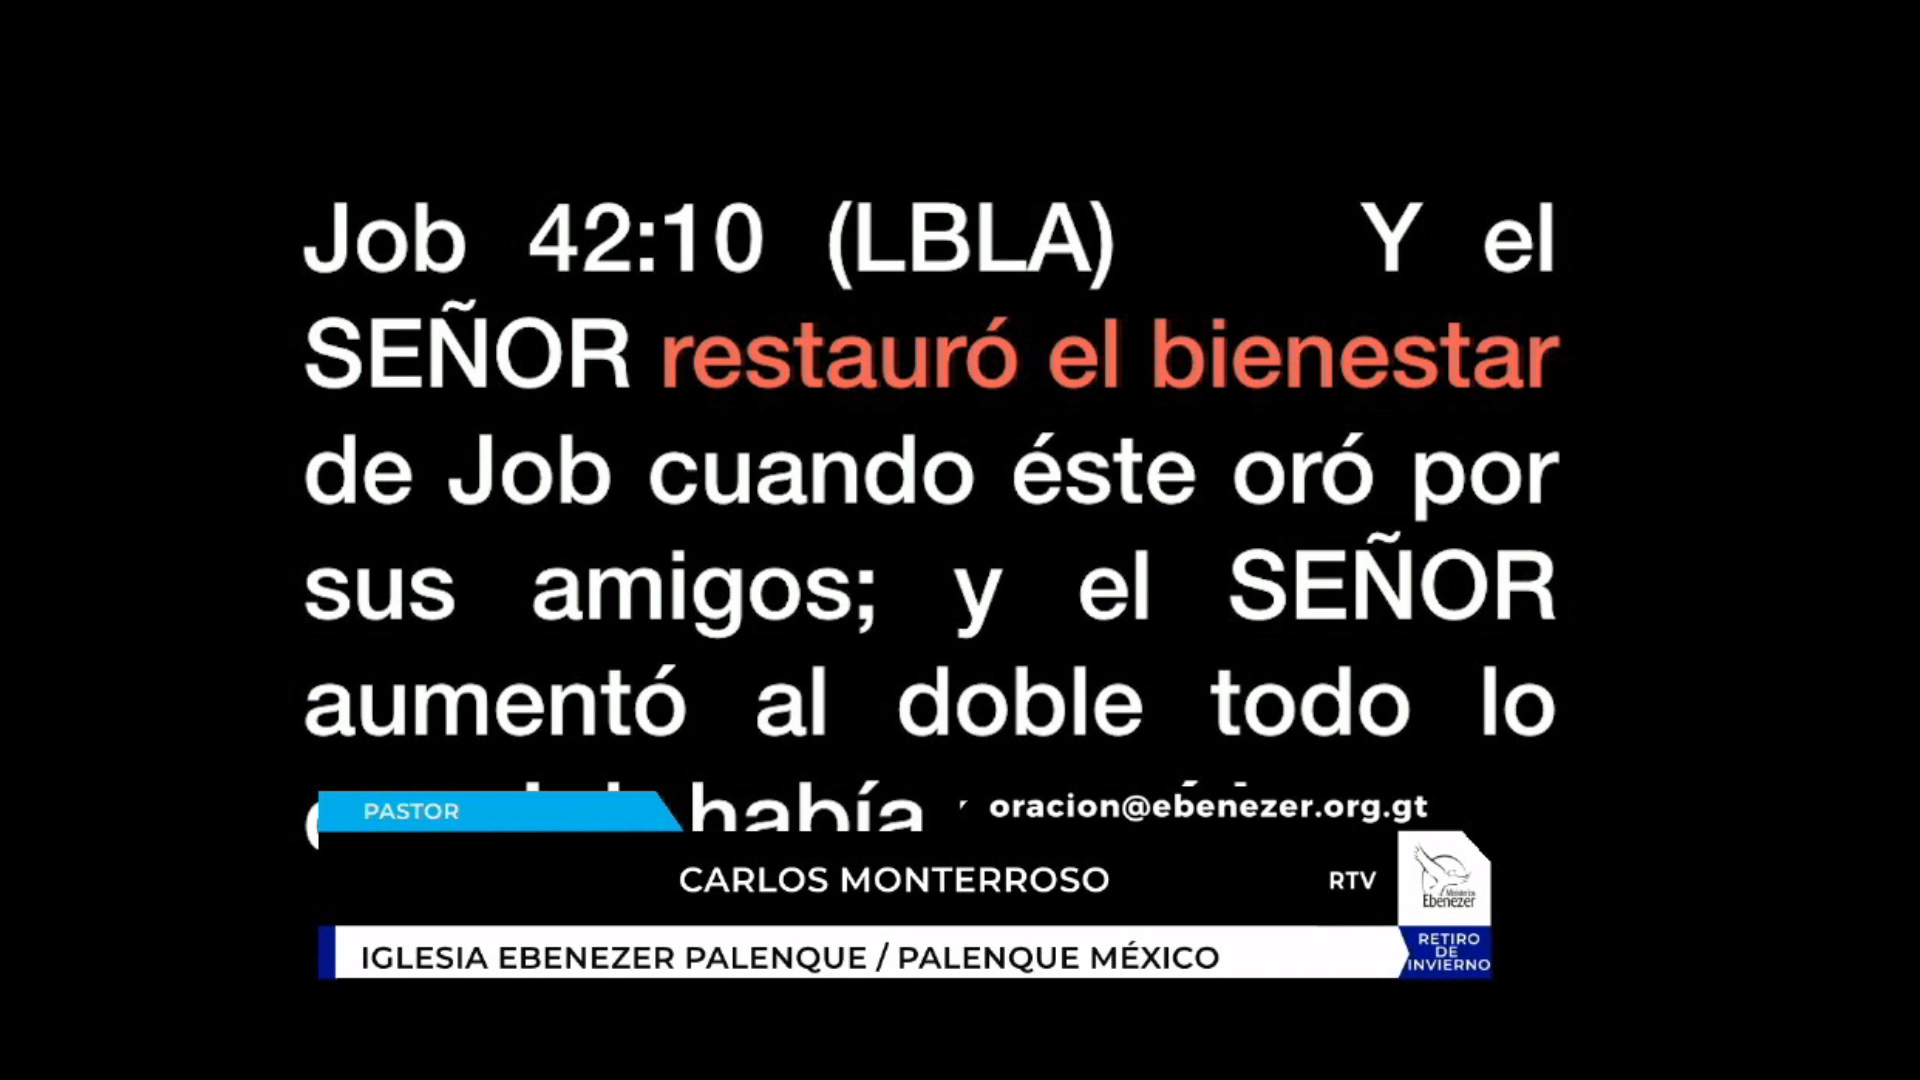 Job 42:10 (LBLA) Y el
SEÑOR restauró el bienestar
de Job cuando éste oró por
sus amigos; y el SEÑOR
aumentó al doble todo lo
había
PASTOR
oracion@ebenezer.org.gt
CARLOS MONTERROSO
RTV
Ministerios
Ebenezer
IGLESIA EBENEZER PALENQUE / PALENQUE MÉXICO
RETIRO
DE
INVIERNO